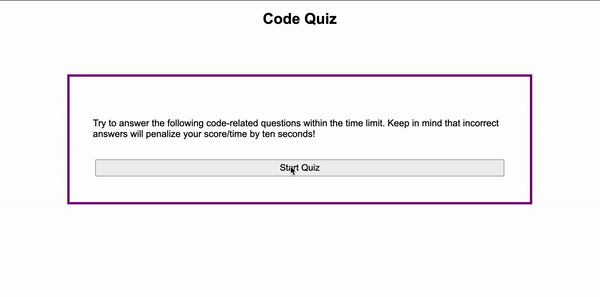 Code Quiz
Try to answer the following code-related questions within the time limit. Keep in mind that incorrect
answers will penalize your score/time by ten seconds!
Start Quiz